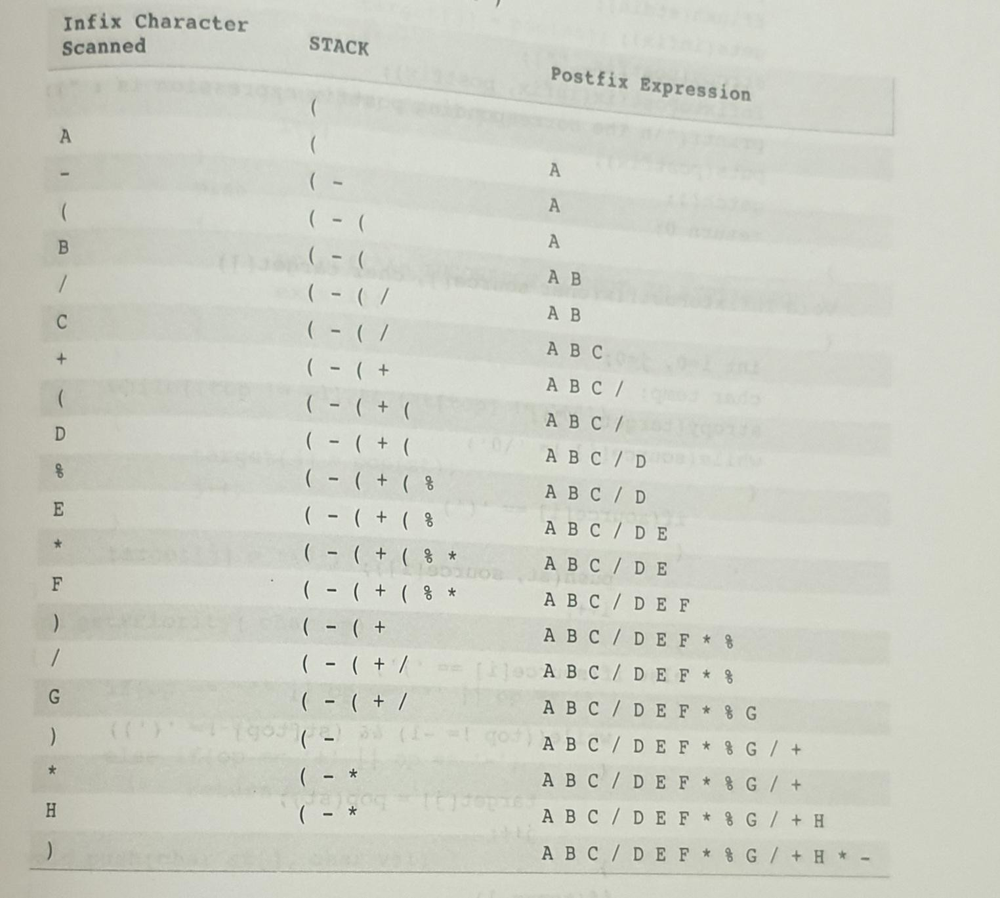 Infix Character Scanned STACK Postfix Expression
(
A ( A
- ( - A
( ( - ( A
B ( - ( A B
/ ( - ( / A B
C ( - ( / A B C
+ ( - ( + A B C /
( ( - ( + ( A B C /
D ( - ( + ( A B C / D
% ( - ( + ( % A B C / D
E ( - ( + ( % A B C / D E
* ( - ( + ( % * A B C / D E
F ( - ( + ( % * A B C / D E F
) ( - ( + A B C / D E F * %
/ ( - ( + / A B C / D E F * %
G ( - ( + / A B C / D E F * % G
) ( - A B C / D E F * % G / +
* ( - * A B C / D E F * % G / +
H ( - * A B C / D E F * % G / + H
) A B C / D E F * % G / + H * -